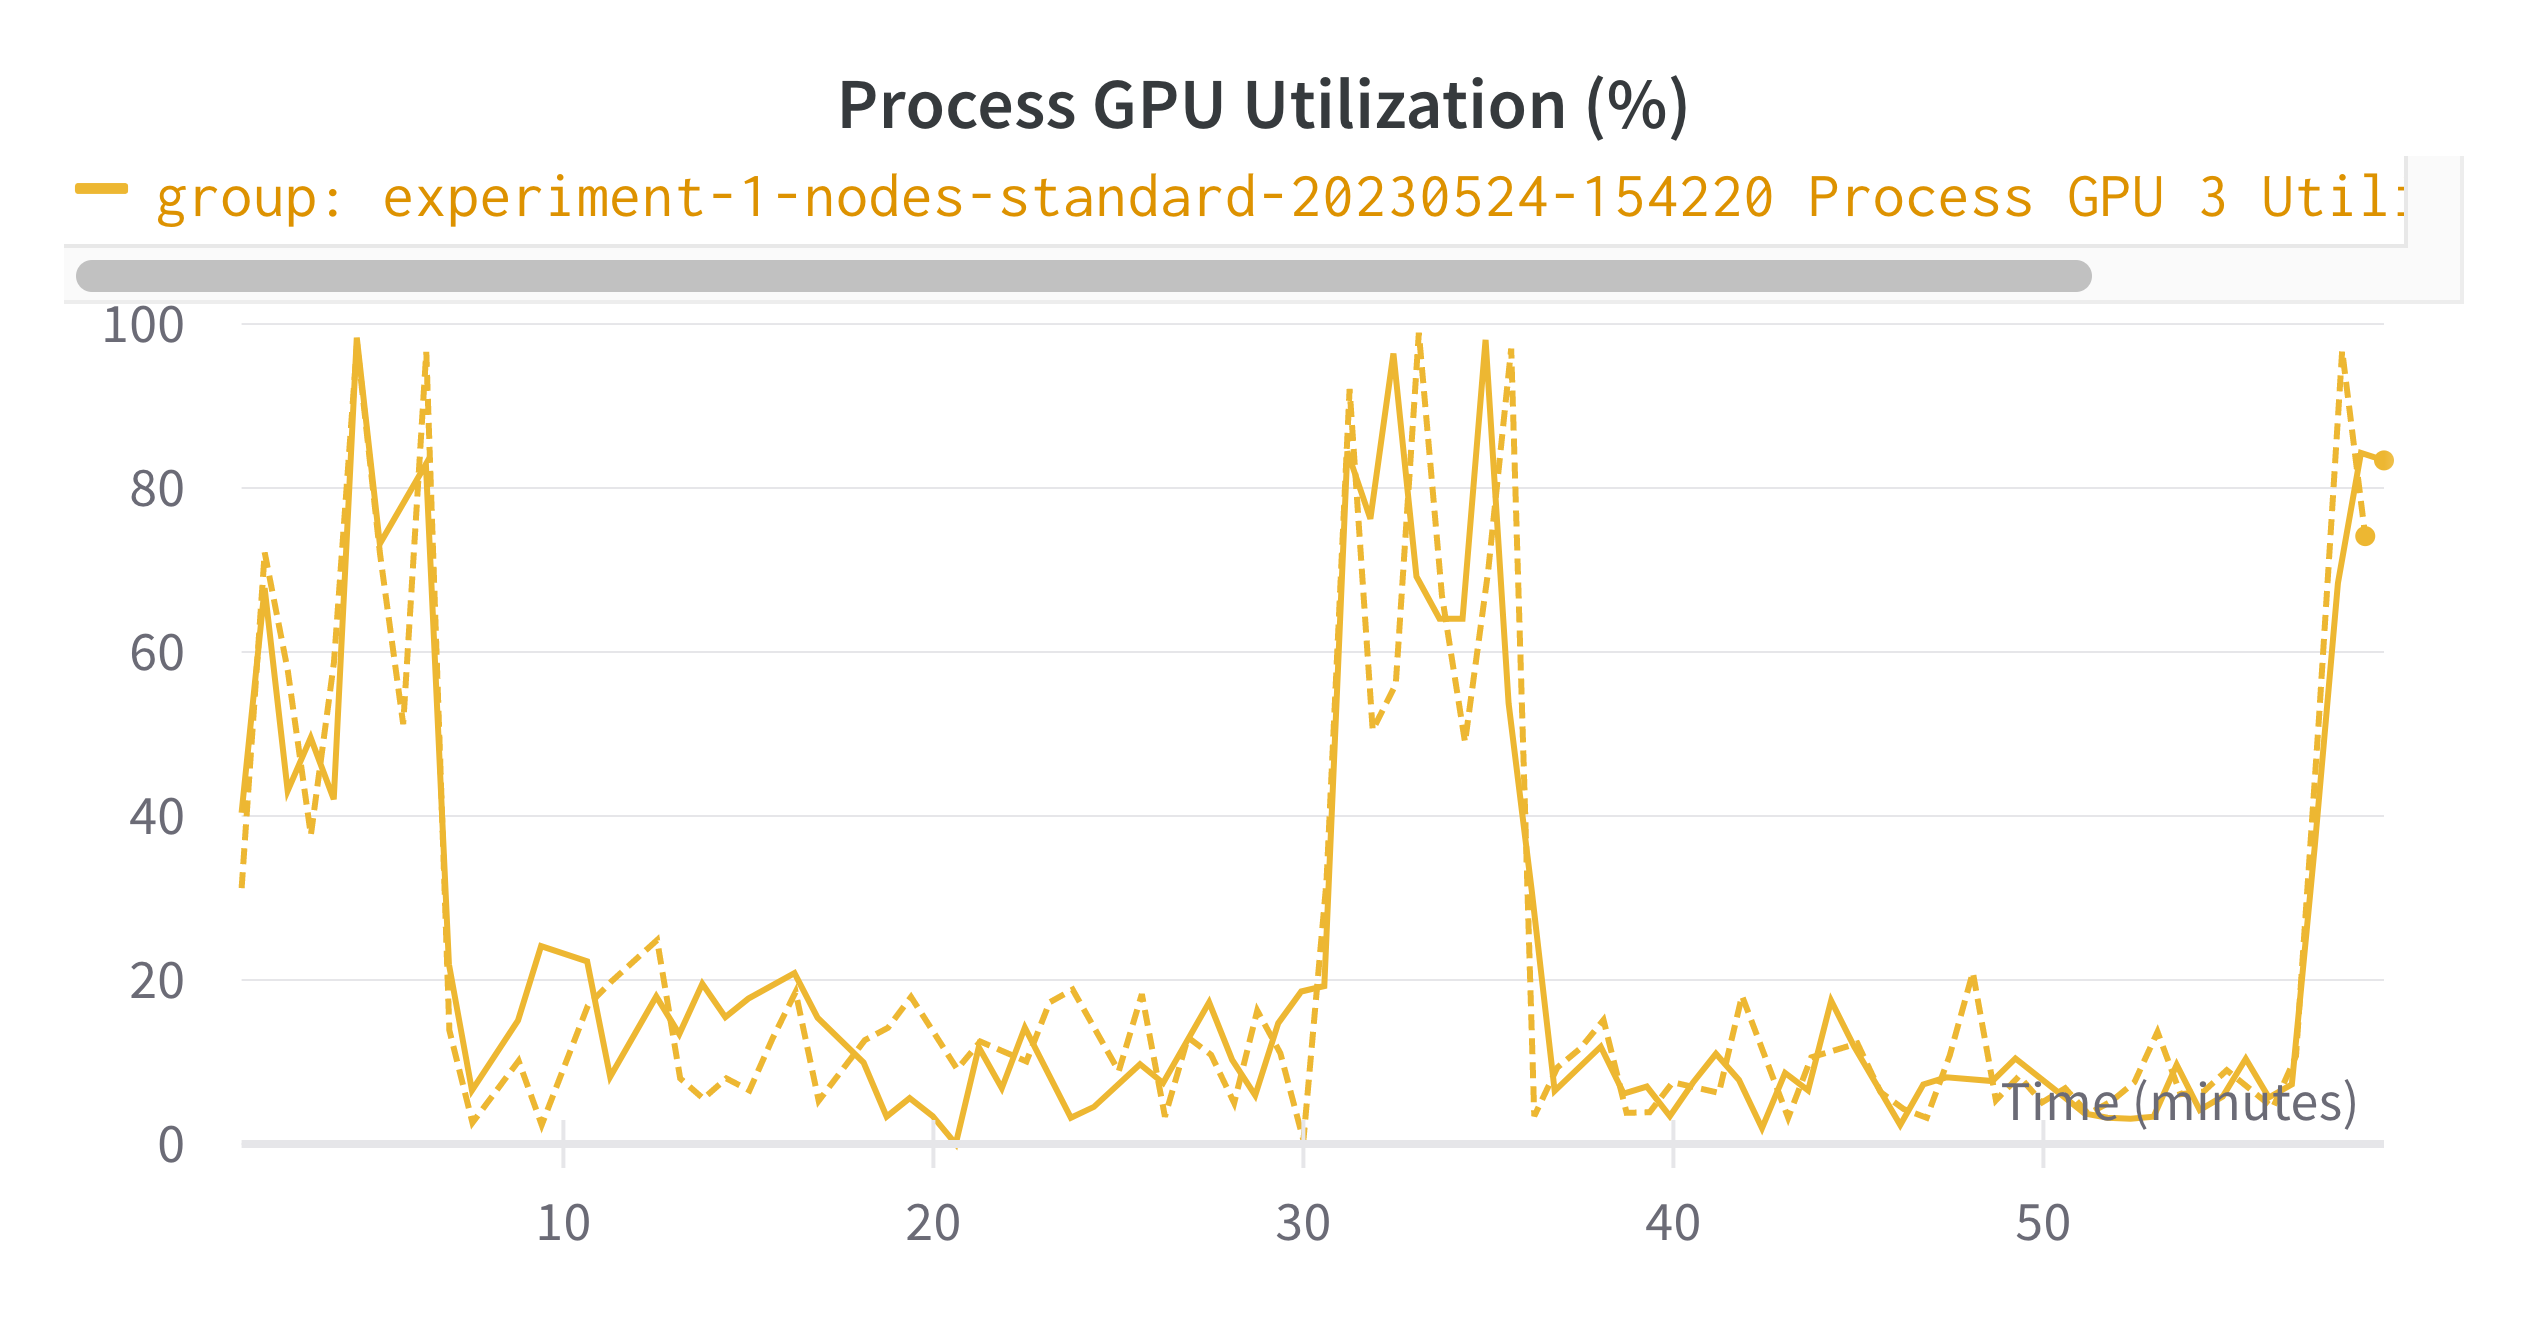 Process GPU Utilization (%)
group: experiment-1-nodes-standard-20230524-154220 Process GPU 3 Utili
100
80
60
40
20
0
Time (minutes)
10 20 30 40 50